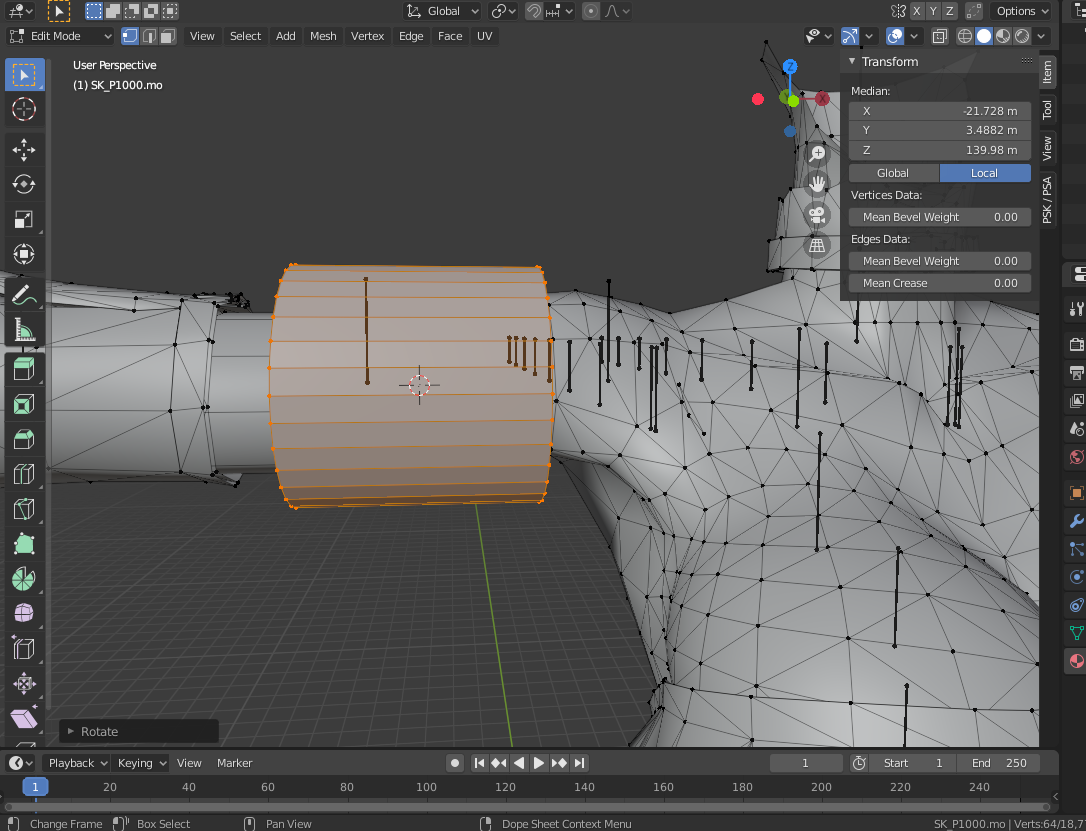 Global
X Y Z
Options
Edit Mode
View Select Add Mesh Vertex Edge Face UV
User Perspective
(1) SK_P1000.mo
Z
X
Transform
Median:
X -21.728 m
Y 3.4882 m
Z 139.98 m
Global Local
Vertices Data:
Mean Bevel Weight 0.00
Edges Data:
Mean Bevel Weight 0.00
Mean Crease 0.00
Item
Tool
View
PSK / PSA
Rotate
Playback Keying View Marker
1
Start 1
End 250
1 20 40 60 80 100 120 140 160 180 200 220 240
Change Frame Box Select Pan View Dope Sheet Context Menu
SK_P1000.mo | Verts:64/18,7